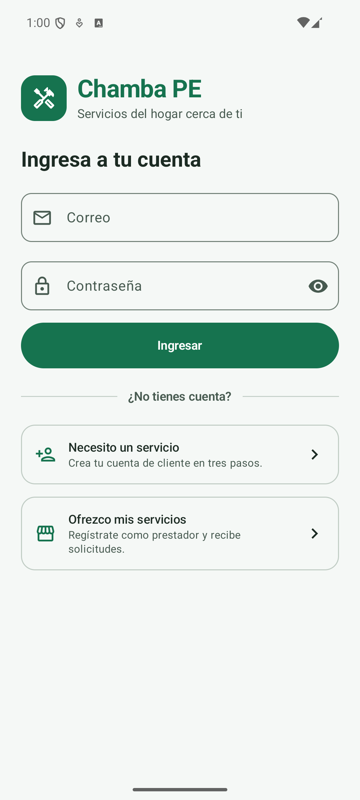 1:00
Chamba PE
Servicios del hogar cerca de ti
Ingresa a tu cuenta
Correo
Contraseña
Ingresar
¿No tienes cuenta?
Necesito un servicio
Crea tu cuenta de cliente en tres pasos.
Ofrezco mis servicios
Regístrate como prestador y recibe
solicitudes.